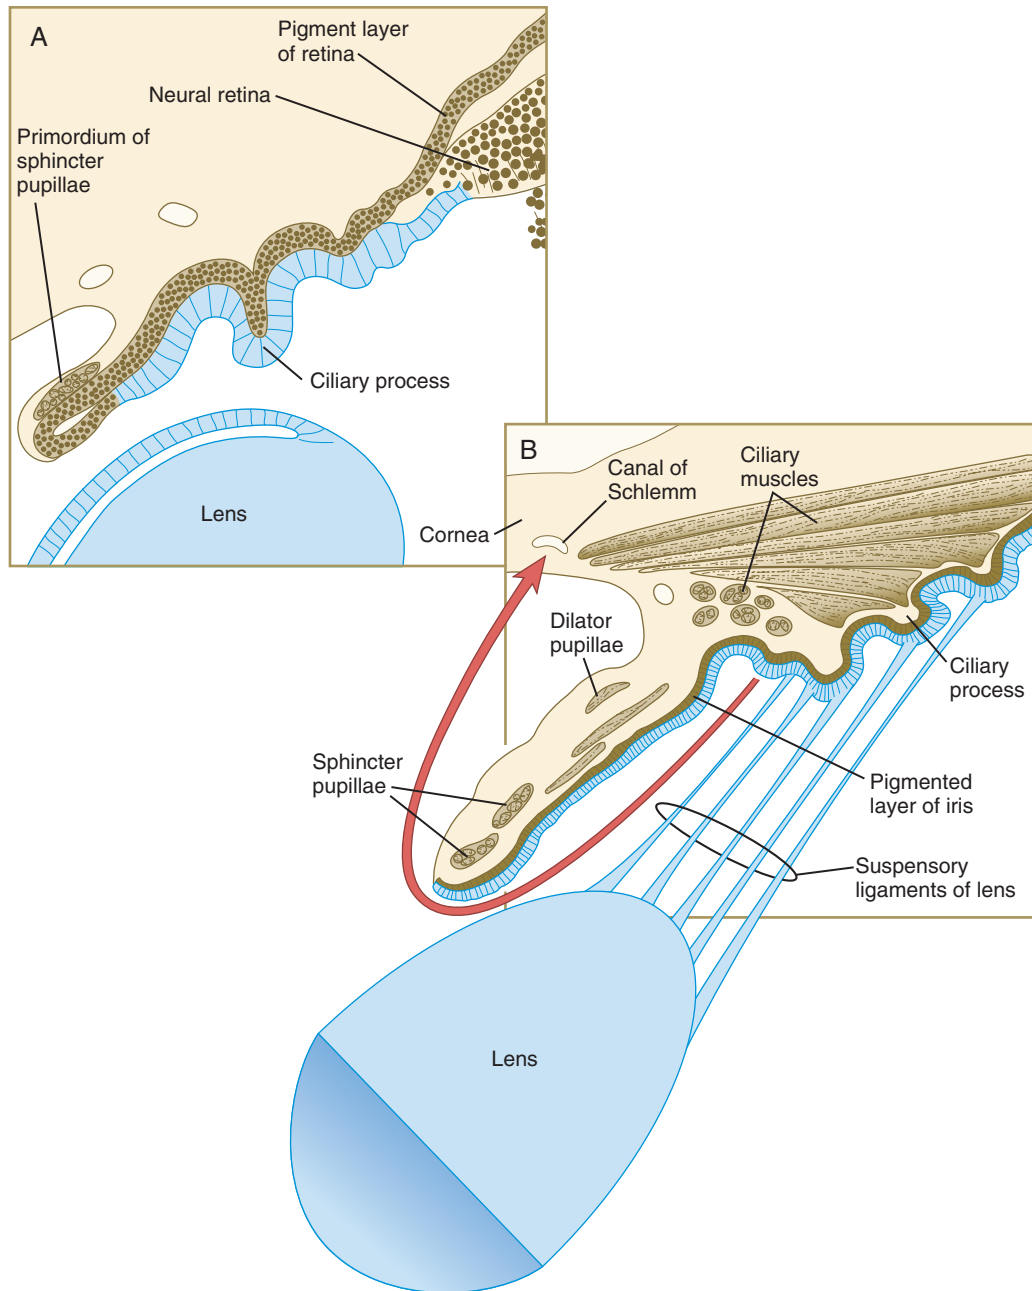 A
Pigment layer
of retina
Neural retina
Primordium of
sphincter
pupillae
Ciliary process
Lens
B
Canal of
Schlemm
Ciliary
muscles
Cornea
Dilator
pupillae
Ciliary
process
Sphincter
pupillae
Pigmented
layer of iris
Suspensory
ligaments of lens
Lens